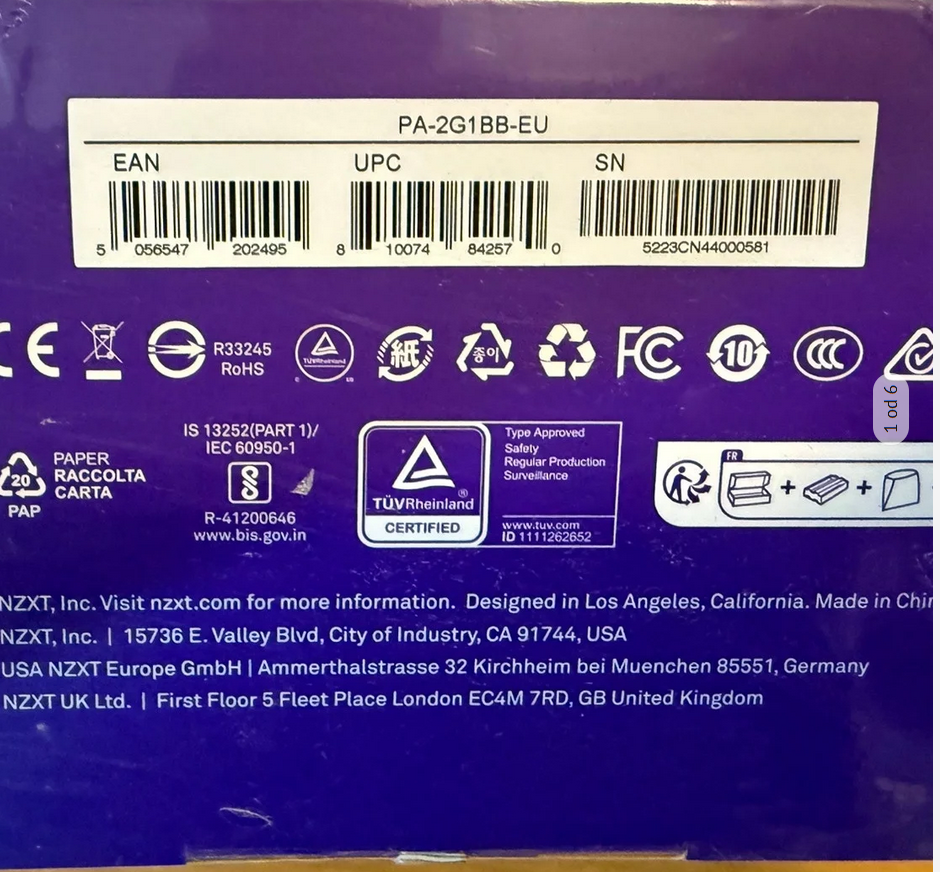 PA-2G1BB-EU
EAN UPC SN
5 056547 202495 8 10074 84257 0 5223CN44000581
CE R33245 RoHS TÜVRheinland 紙 종이 FC 10 CCC
1 od 6
20 PAP
PAPER
RACCOLTA
CARTA
IS 13252(PART 1)/
IEC 60950-1
R-41200646
www.bis.gov.in
TÜVRheinland®
CERTIFIED
Type Approved
Safety
Regular Production
Surveillance
www.tuv.com
ID 1111262652
FR
+ +
NZXT, Inc. Visit nzxt.com for more information. Designed in Los Angeles, California. Made in
NZXT, Inc. | 15736 E. Valley Blvd, City of Industry, CA 91744, USA
USA NZXT Europe GmbH | Ammerthalstrasse 32 Kirchheim bei Muenchen 85551, Germany
NZXT UK Ltd. | First Floor 5 Fleet Place London EC4M 7RD, GB United Kingdom